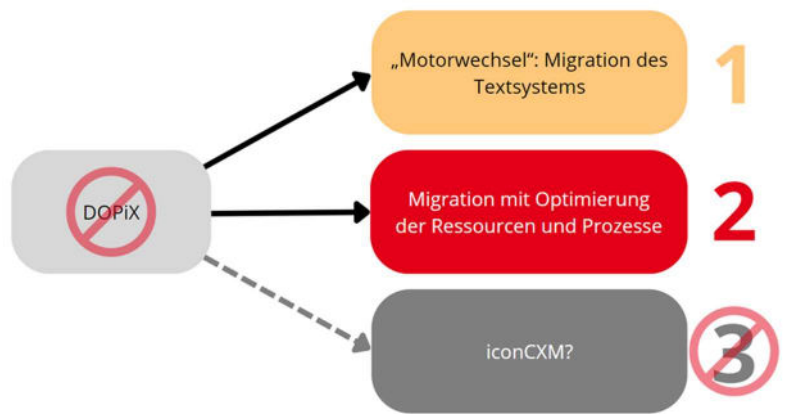 „Motorwechsel“: Migration des
Textsystems
1
DOPiX
Migration mit Optimierung
der Ressourcen und Prozesse
2
iconCXM?
3